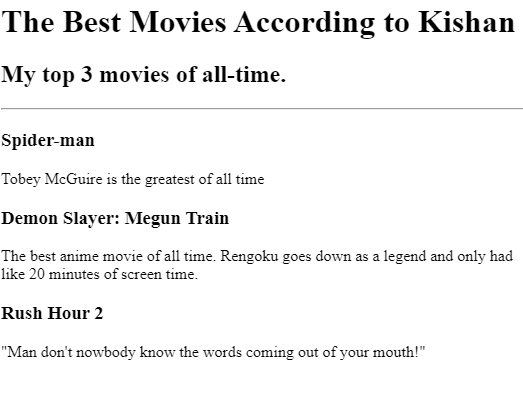 The Best Movies According to Kishan
My top 3 movies of all-time.
Spider-man
Tobey McGuire is the greatest of all time
Demon Slayer: Megun Train
The best anime movie of all time. Rengoku goes down as a legend and only had
like 20 minutes of screen time.
Rush Hour 2
"Man don't nowbody know the words coming out of your mouth!"